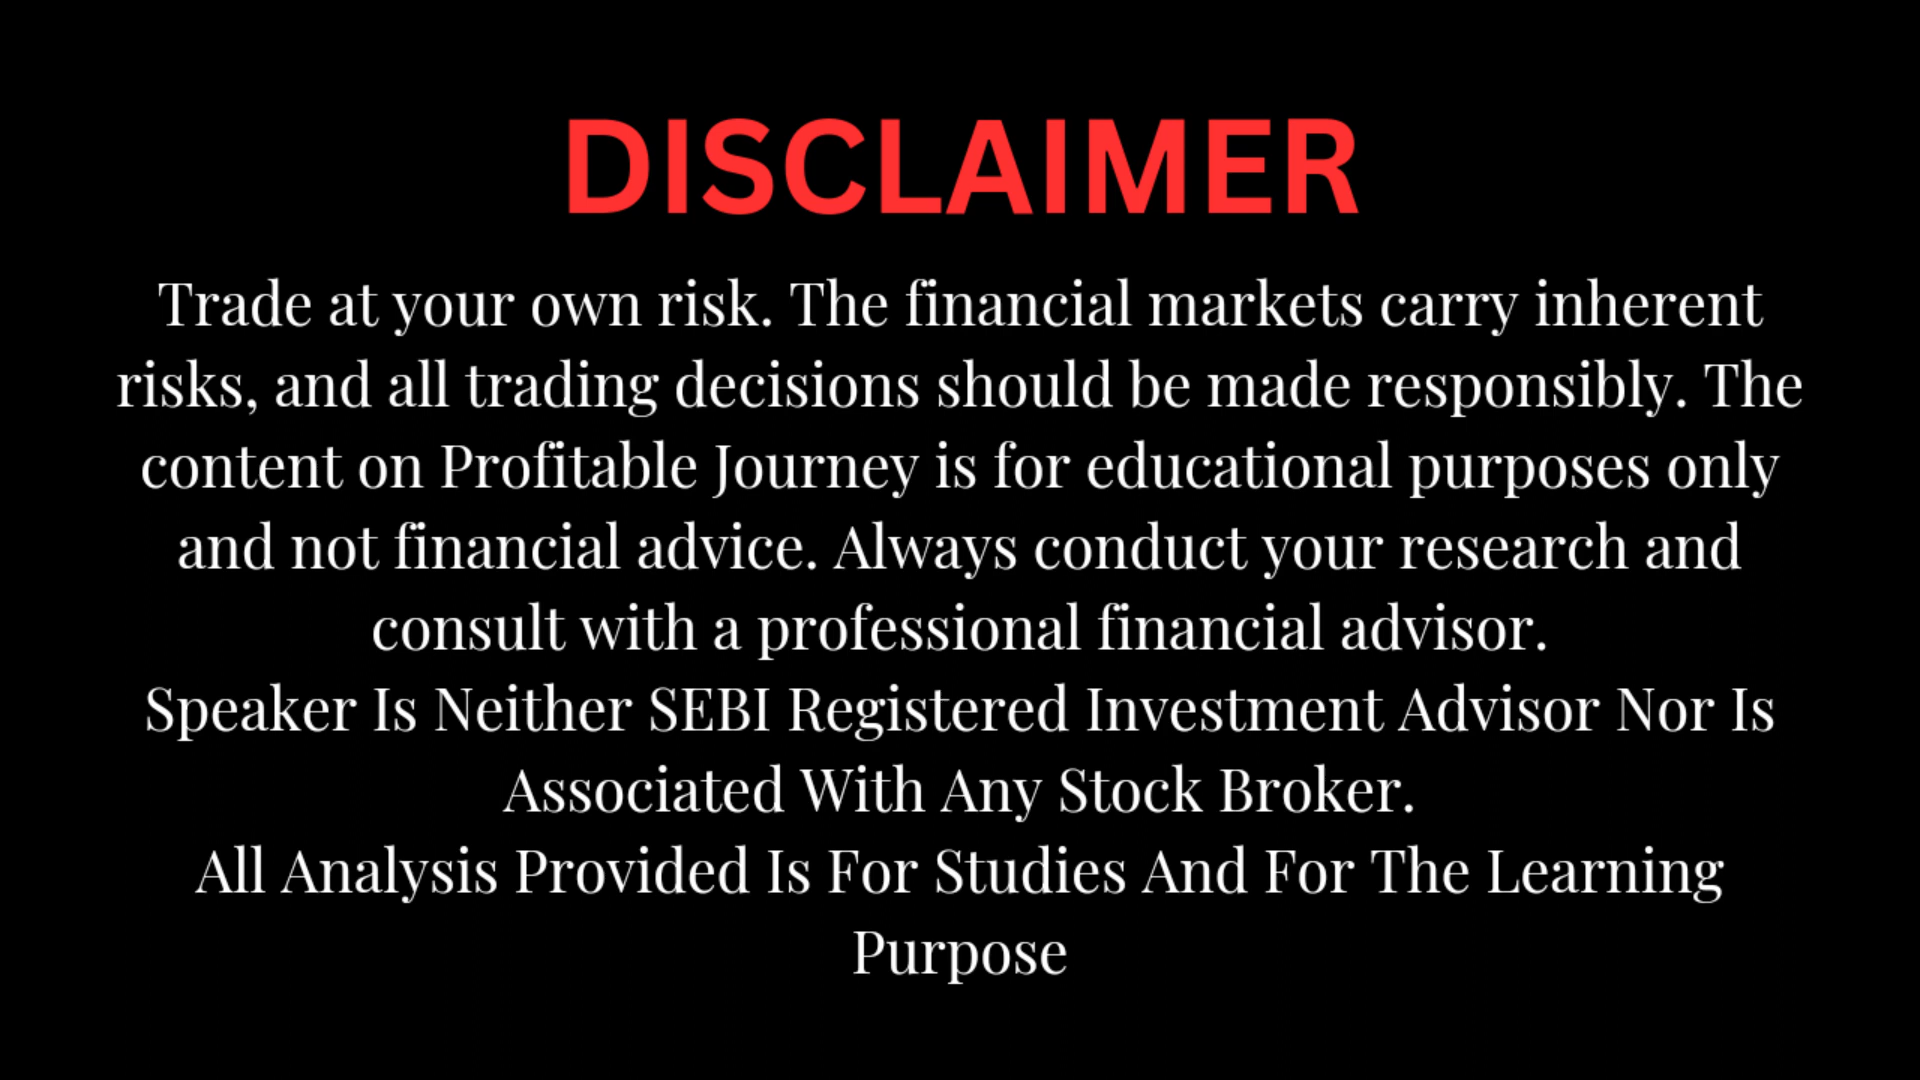 DISCLAIMER
Trade at your own risk. The financial markets carry inherent
risks, and all trading decisions should be made responsibly. The
content on Profitable Journey is for educational purposes only
and not financial advice. Always conduct your research and
consult with a professional financial advisor.
Speaker Is Neither SEBI Registered Investment Advisor Nor Is
Associated With Any Stock Broker.
All Analysis Provided Is For Studies And For The Learning
Purpose